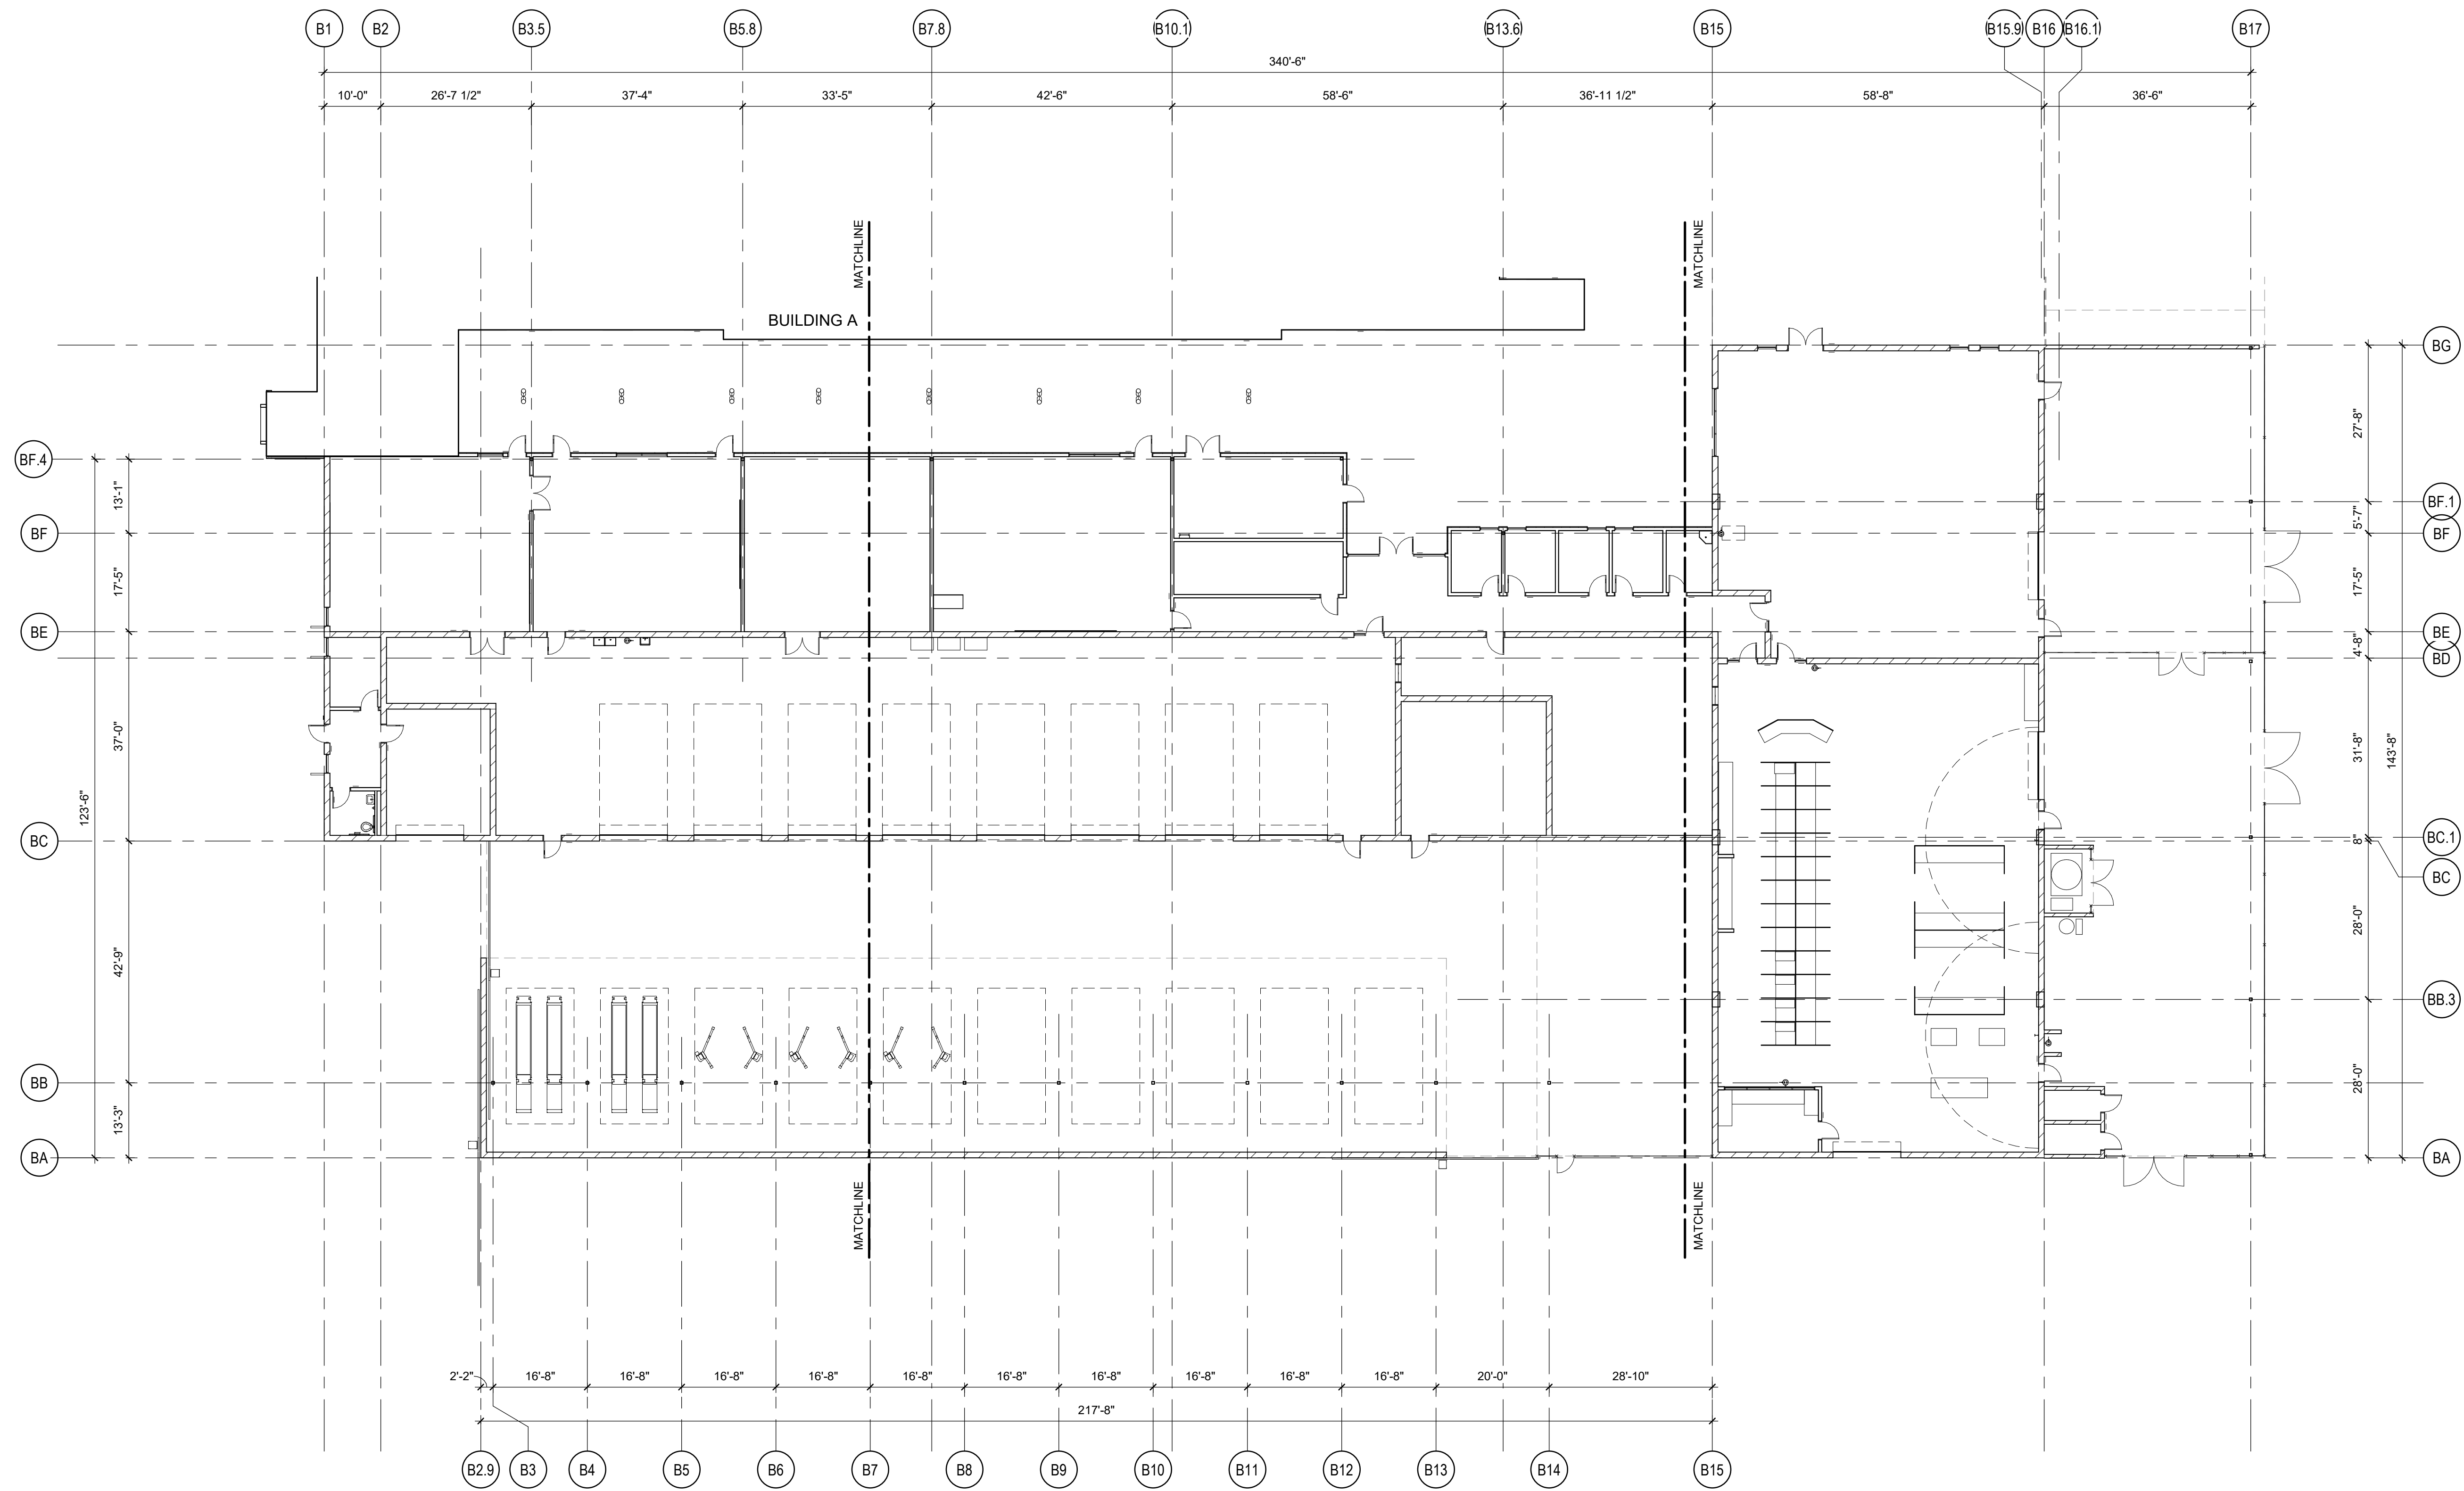 B1 B2 B3.5 B5.8 B7.8 B10.1 B13.6 B15 B15.9 B16 B16.1 B17
340'-6"
10'-0" 26'-7 1/2" 37'-4" 33'-5" 42'-6" 58'-6" 36'-11 1/2" 58'-8" 36'-6"
MATCHLINE MATCHLINE
BUILDING A
BG
27'-8"
BF.4
13'-1"
BF.1
5'-7"
BF BF
17'-5" 17'-5"
BE BE
4'-8"
BD
37'-0" 31'-8"
123'-6" 143'-8"
BC BC.1
8"
BC
42'-9" 28'-0"
BB.3
BB
28'-0"
13'-3"
BA BA
MATCHLINE MATCHLINE
2'-2" 16'-8" 16'-8" 16'-8" 16'-8" 16'-8" 16'-8" 16'-8" 16'-8" 16'-8" 16'-8" 20'-0" 28'-10"
217'-8"
B2.9 B3 B4 B5 B6 B7 B8 B9 B10 B11 B12 B13 B14 B15